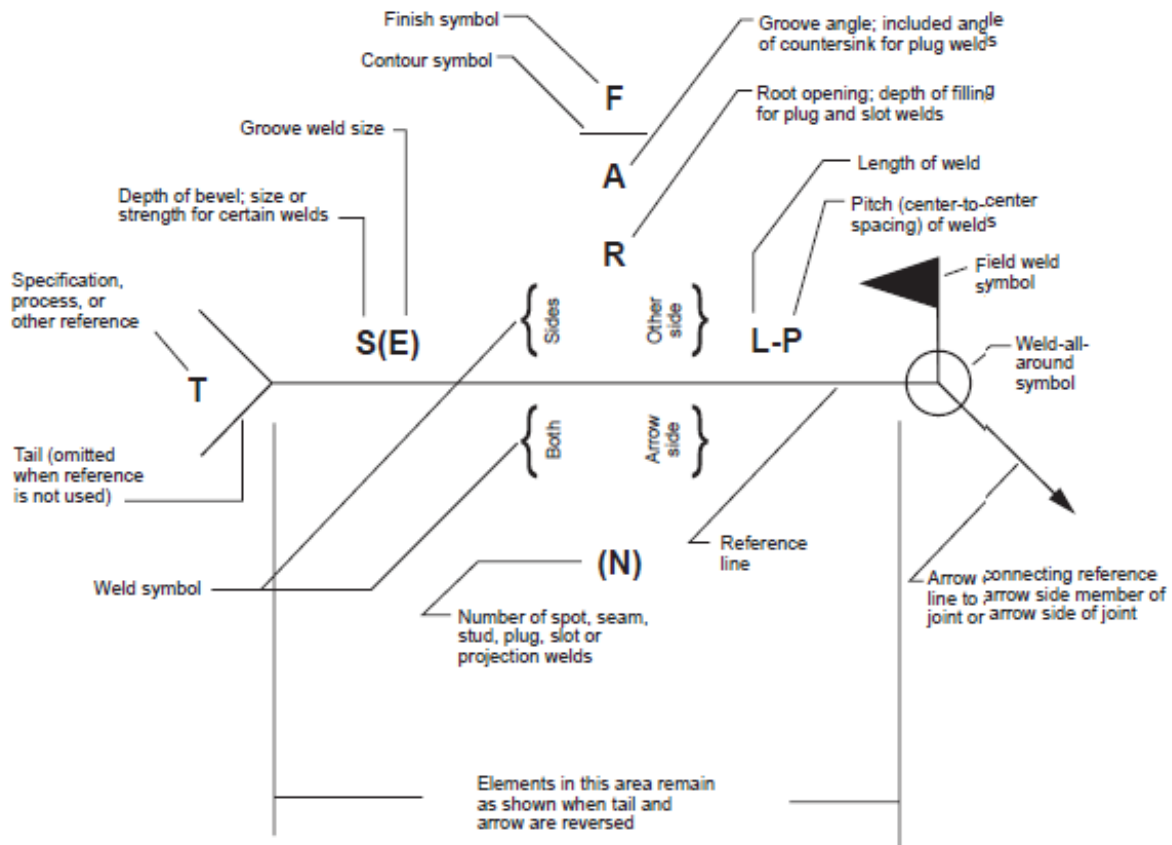 Finish symbol
Contour symbol
F
Groove angle; included angle
of countersink for plug welds
A
Root opening; depth of filling
for plug and slot welds
R
Groove weld size
Depth of bevel; size or
strength for certain welds
Length of weld
Pitch (center-to-center
spacing) of welds
Specification,
process, or
other reference
T
S(E)
Sides
Other
side
L-P
Field weld
symbol
Weld-all-
around
symbol
Both
Arrow
side
Tail (omitted
when reference
is not used)
Weld symbol
(N)
Number of spot, seam,
stud, plug, slot or
projection welds
Reference
line
Arrow connecting reference
line to arrow side member of
joint or arrow side of joint
Elements in this area remain
as shown when tail and
arrow are reversed